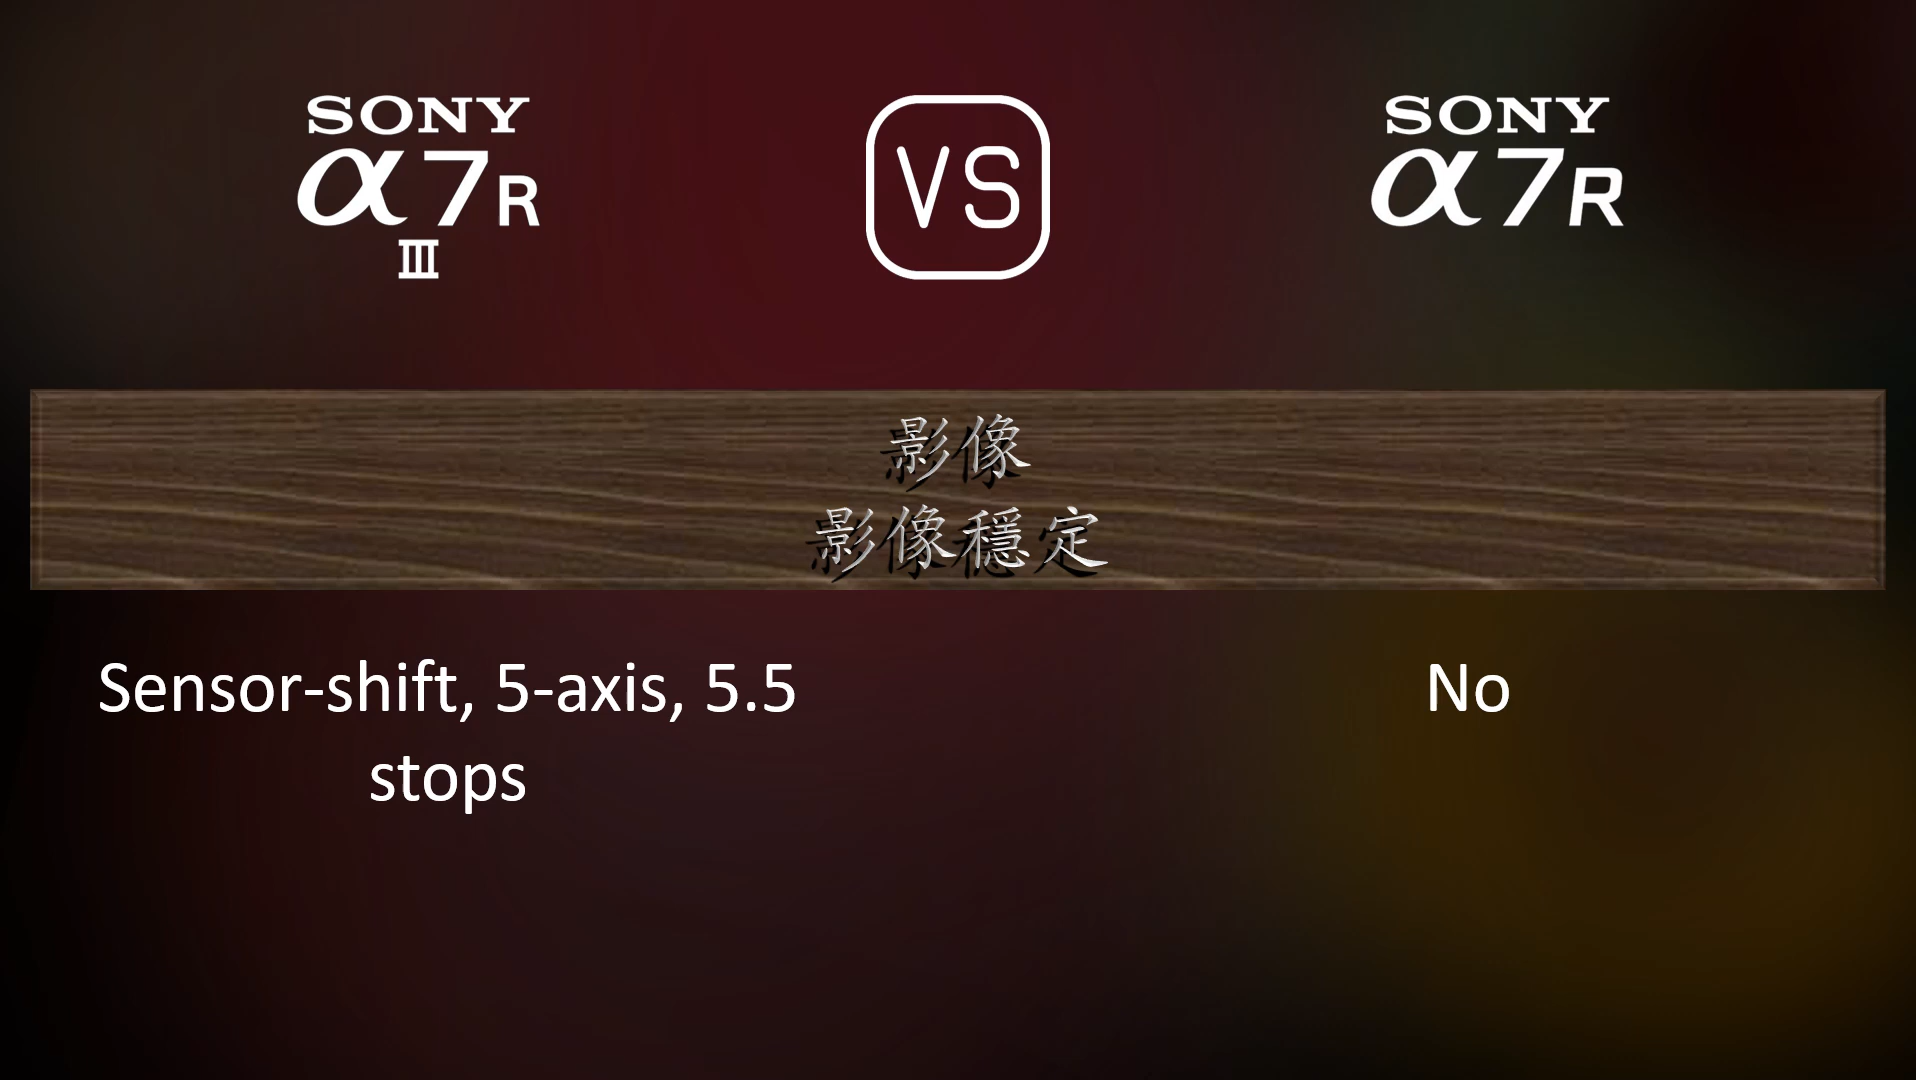 SONY
α7R
III
VS
SONY
α7R
影像
影像穩定
Sensor-shift, 5-axis, 5.5
stops
No